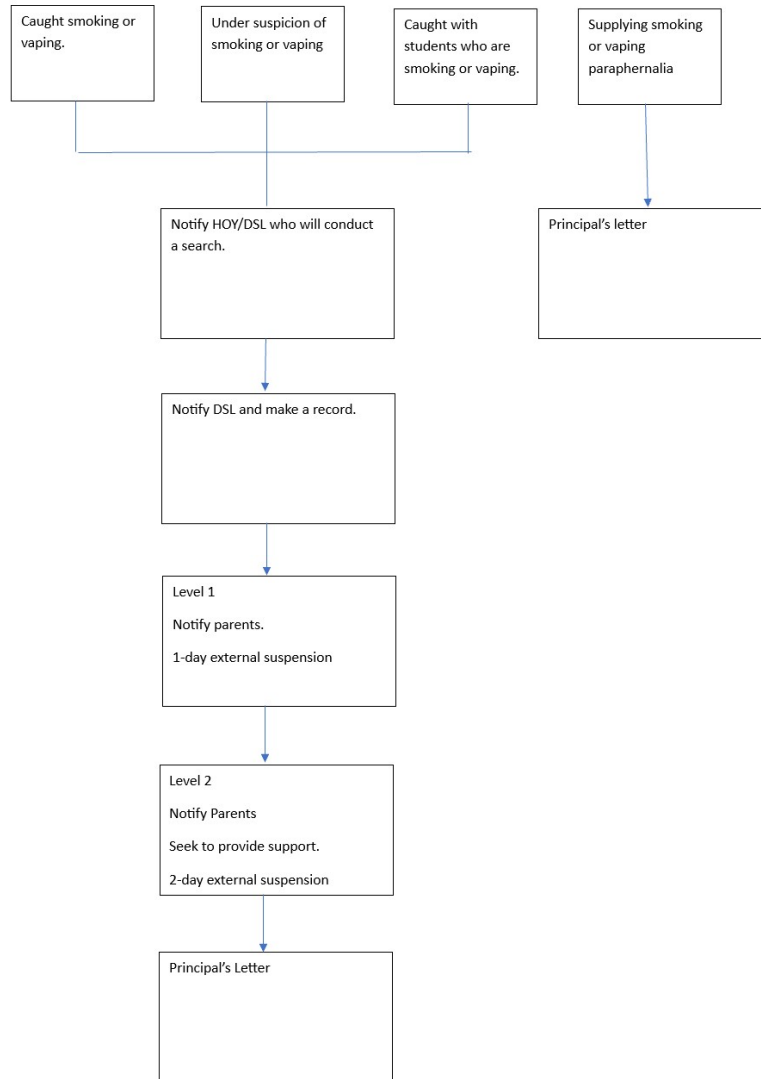 Caught smoking or
vaping.
Under suspicion of
smoking or vaping
Caught with
students who are
smoking or vaping.
Supplying smoking
or vaping
paraphernalia
Notify HOY/DSL who will conduct
a search.
Principal’s letter
Notify DSL and make a record.
Level 1
Notify parents.
1-day external suspension
Level 2
Notify Parents
Seek to provide support.
2-day external suspension
Principal’s Letter